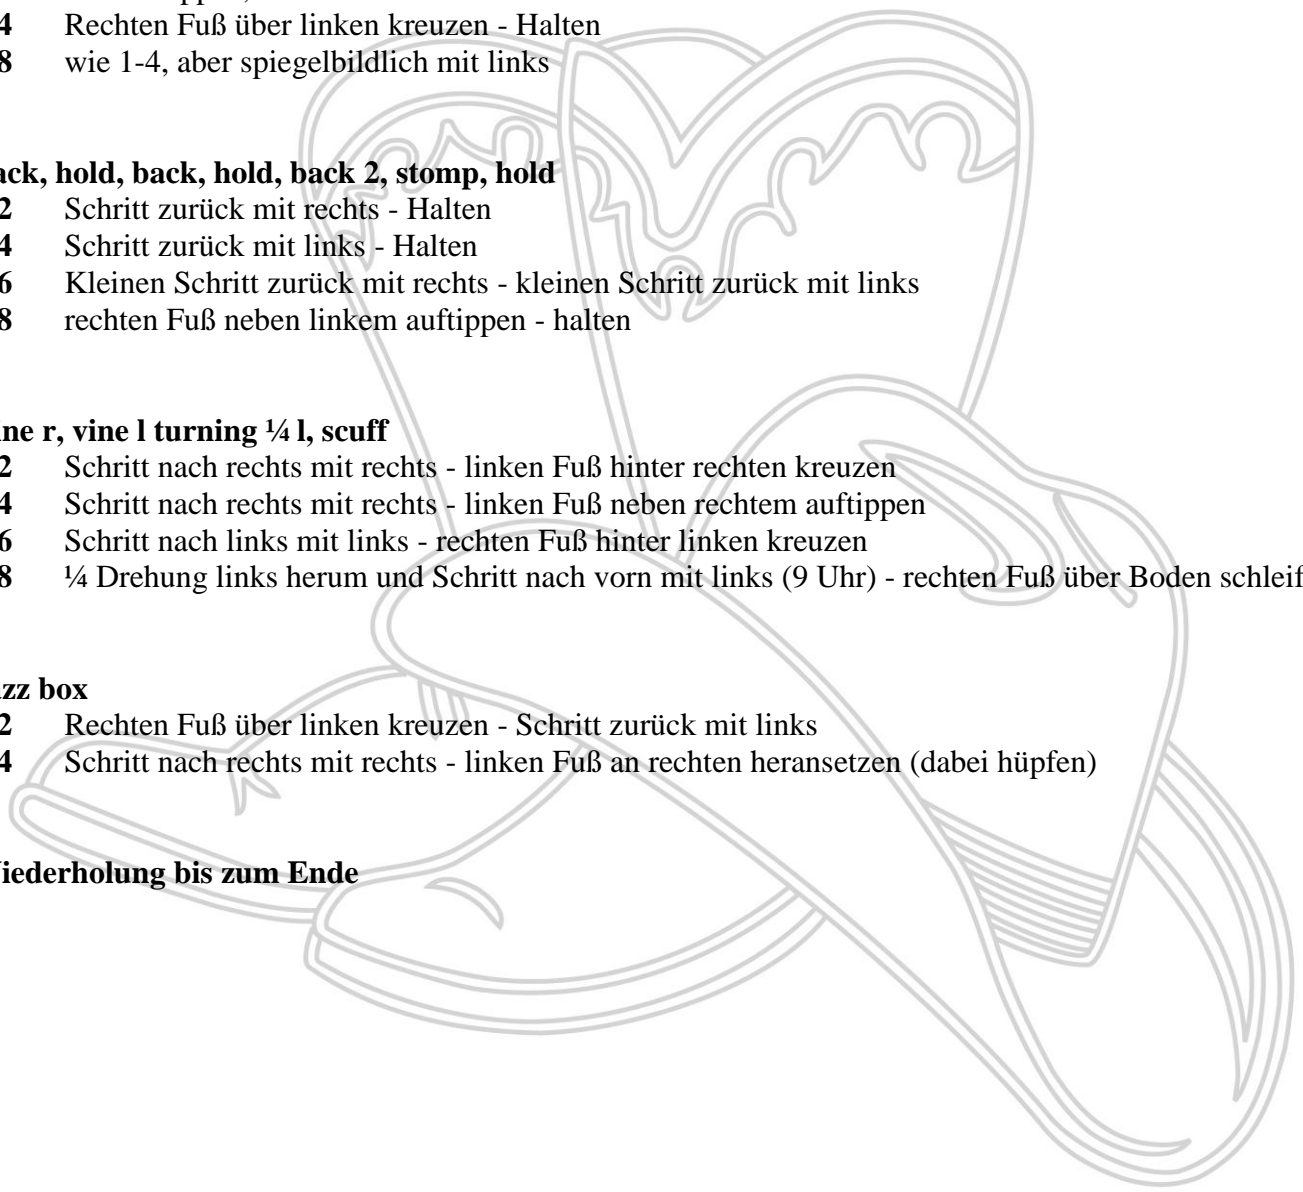 4 Rechten Fuß über linken kreuzen - Halten
8 wie 1-4, aber spiegelbildlich mit links
ack, hold, back, hold, back 2, stomp, hold
2 Schritt zurück mit rechts - Halten
4 Schritt zurück mit links - Halten
6 Kleinen Schritt zurück mit rechts - kleinen Schritt zurück mit links
8 rechten Fuß neben linkem auftippen - halten
ine r, vine l turning ¼ l, scuff
2 Schritt nach rechts mit rechts - linken Fuß hinter rechten kreuzen
4 Schritt nach rechts mit rechts - linken Fuß neben rechtem auftippen
6 Schritt nach links mit links - rechten Fuß hinter linken kreuzen
8 ¼ Drehung links herum und Schritt nach vorn mit links (9 Uhr) - rechten Fuß über Boden schleif
azz box
2 Rechten Fuß über linken kreuzen - Schritt zurück mit links
4 Schritt nach rechts mit rechts - linken Fuß an rechten heransetzen (dabei hüpfen)
iederholung bis zum Ende